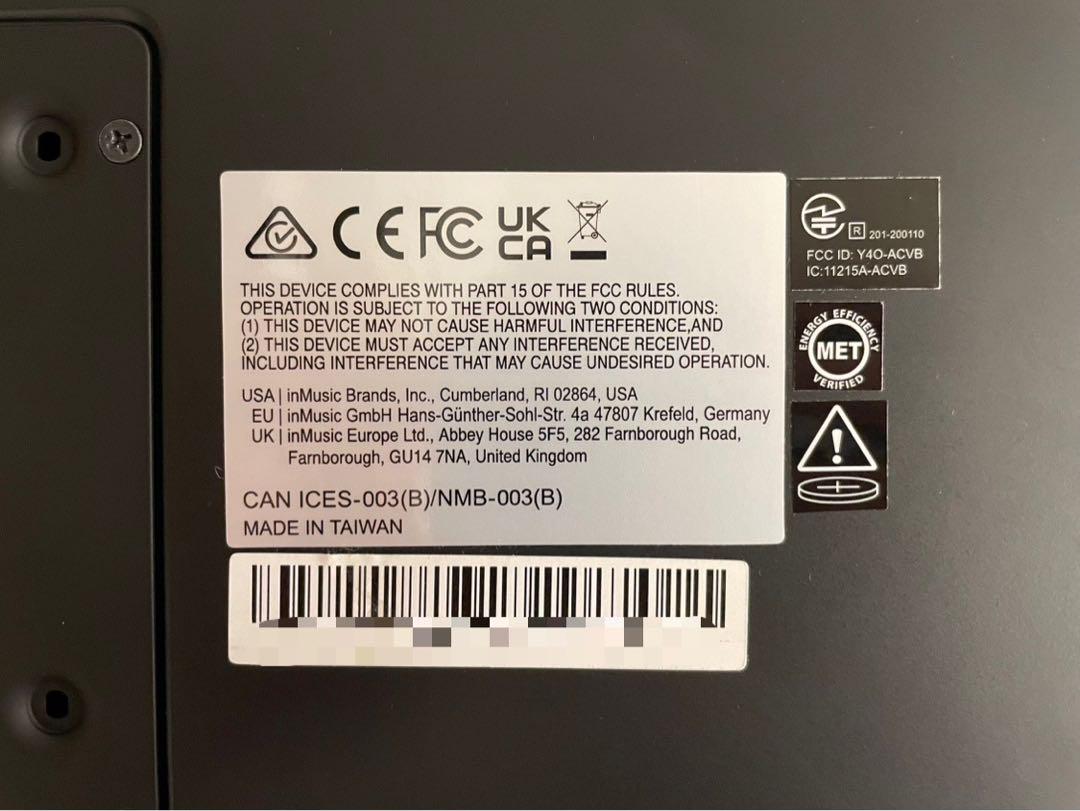 CE FC UK
CA
THIS DEVICE COMPLIES WITH PART 15 OF THE FCC RULES.
OPERATION IS SUBJECT TO THE FOLLOWING TWO CONDITIONS:
(1) THIS DEVICE MAY NOT CAUSE HARMFUL INTERFERENCE,AND
(2) THIS DEVICE MUST ACCEPT ANY INTERFERENCE RECEIVED,
INCLUDING INTERFERENCE THAT MAY CAUSE UNDESIRED OPERATION.
USA | inMusic Brands, Inc., Cumberland, RI 02864, USA
EU | inMusic GmbH Hans-Günther-Sohl-Str. 4a 47807 Krefeld, Germany
UK | inMusic Europe Ltd., Abbey House 5F5, 282 Farnborough Road,
Farnborough, GU14 7NA, United Kingdom
CAN ICES-003(B)/NMB-003(B)
MADE IN TAIWAN
R 201-200110
FCC ID: Y4O-ACVB
IC:11215A-ACVB
ENERGY EFFICIENCY
MET
VERIFIED